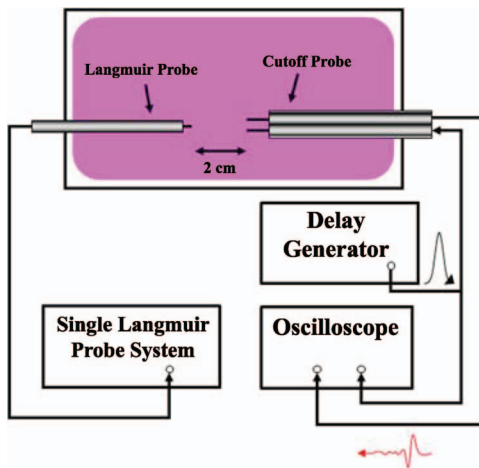 Langmuir Probe
Cutoff Probe
2 cm
Delay
Generator
Single Langmuir
Probe System
Oscilloscope